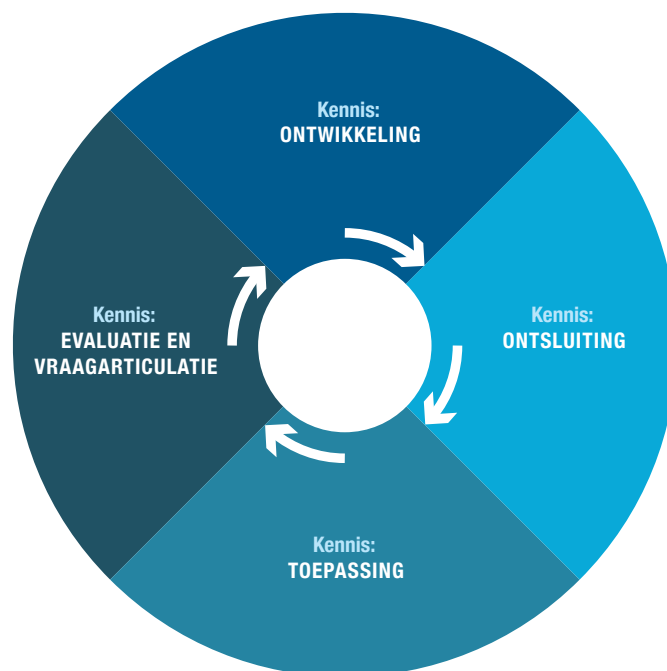 Kennis:
ONTWIKKELING
Kennis:
EVALUATIE EN
VRAAGARTICULATIE
Kennis:
ONTSLUITING
Kennis:
TOEPASSING